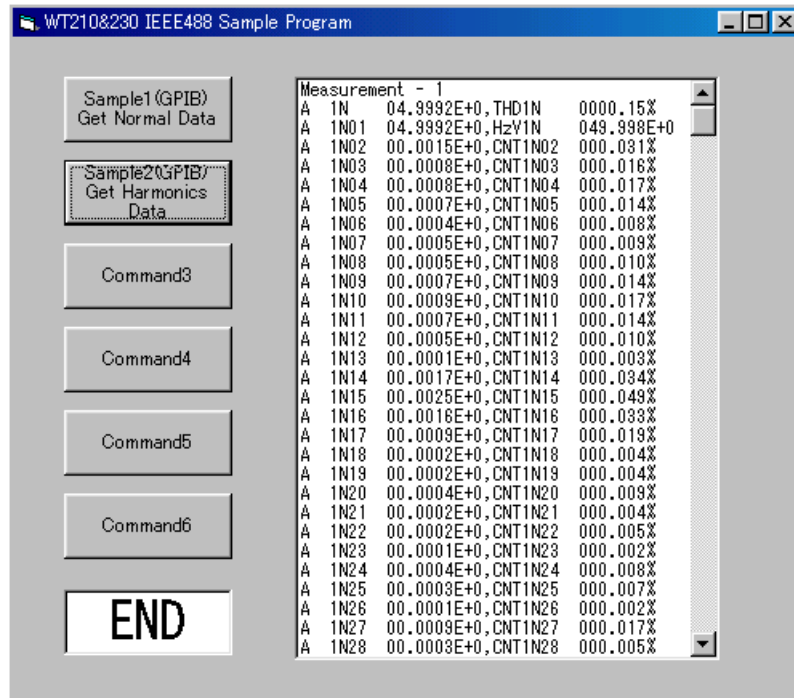 WT210&230 IEEE488 Sample Program
Sample1(GPIB)
Get Normal Data
Sample2(GPIB)
Get Harmonics
Data
Command3
Command4
Command5
Command6
END
Measurement - 1
A 1N 04.9992E+0,THD1N 0000.15%
A 1N01 04.9992E+0,HzV1N 049.998E+0
A 1N02 00.0015E+0,CNT1N02 000.031%
A 1N03 00.0008E+0,CNT1N03 000.016%
A 1N04 00.0008E+0,CNT1N04 000.017%
A 1N05 00.0007E+0,CNT1N05 000.014%
A 1N06 00.0004E+0,CNT1N06 000.008%
A 1N07 00.0005E+0,CNT1N07 000.009%
A 1N08 00.0005E+0,CNT1N08 000.010%
A 1N09 00.0007E+0,CNT1N09 000.014%
A 1N10 00.0009E+0,CNT1N10 000.017%
A 1N11 00.0007E+0,CNT1N11 000.014%
A 1N12 00.0005E+0,CNT1N12 000.010%
A 1N13 00.0001E+0,CNT1N13 000.003%
A 1N14 00.0017E+0,CNT1N14 000.034%
A 1N15 00.0025E+0,CNT1N15 000.049%
A 1N16 00.0016E+0,CNT1N16 000.033%
A 1N17 00.0009E+0,CNT1N17 000.019%
A 1N18 00.0002E+0,CNT1N18 000.004%
A 1N19 00.0002E+0,CNT1N19 000.004%
A 1N20 00.0004E+0,CNT1N20 000.009%
A 1N21 00.0002E+0,CNT1N21 000.004%
A 1N22 00.0002E+0,CNT1N22 000.005%
A 1N23 00.0001E+0,CNT1N23 000.002%
A 1N24 00.0004E+0,CNT1N24 000.008%
A 1N25 00.0003E+0,CNT1N25 000.007%
A 1N26 00.0001E+0,CNT1N26 000.002%
A 1N27 00.0009E+0,CNT1N27 000.017%
A 1N28 00.0003E+0,CNT1N28 000.005%